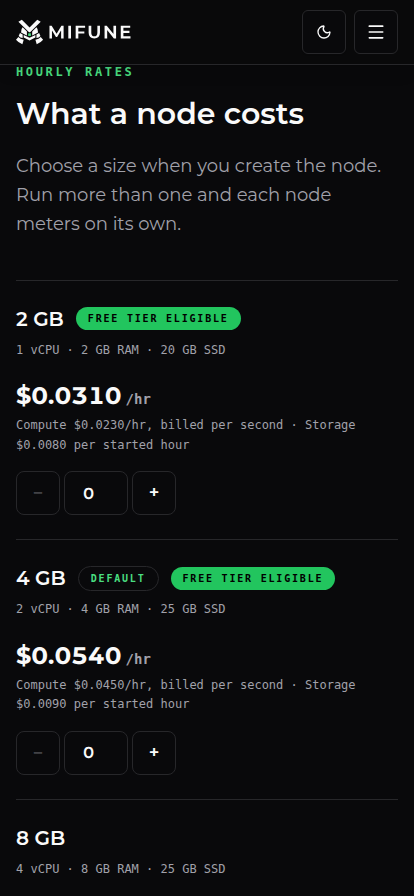 MIFUNE
HOURLY RATES
What a node costs
Choose a size when you create the node.
Run more than one and each node
meters on its own.
2 GB FREE TIER ELIGIBLE
1 vCPU · 2 GB RAM · 20 GB SSD
$0.0310 /hr
Compute $0.0230/hr, billed per second · Storage
$0.0080 per started hour
− 0 +
4 GB DEFAULT FREE TIER ELIGIBLE
2 vCPU · 4 GB RAM · 25 GB SSD
$0.0540 /hr
Compute $0.0450/hr, billed per second · Storage
$0.0090 per started hour
− 0 +
8 GB
4 vCPU · 8 GB RAM · 25 GB SSD